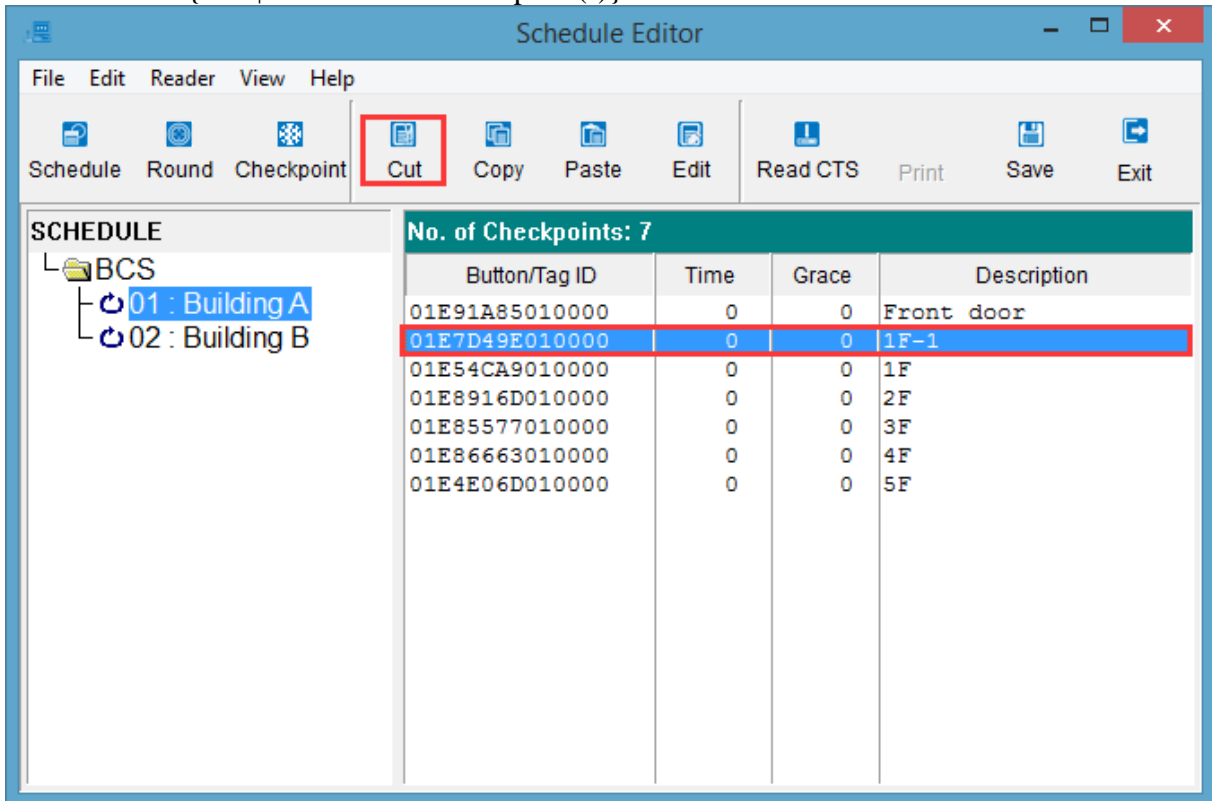 Schedule Editor
File Edit Reader View Help
Schedule Round Checkpoint Cut Copy Paste Edit Read CTS Print Save Exit
SCHEDULE
BCS
01 : Building A
02 : Building B
No. of Checkpoints: 7
Button/Tag ID Time Grace Description
01E91A85010000 0 0 Front door
01E7D49E010000 0 0 1F-1
01E54CA9010000 0 0 1F
01E8916D010000 0 0 2F
01E85577010000 0 0 3F
01E86663010000 0 0 4F
01E4E06D010000 0 0 5F